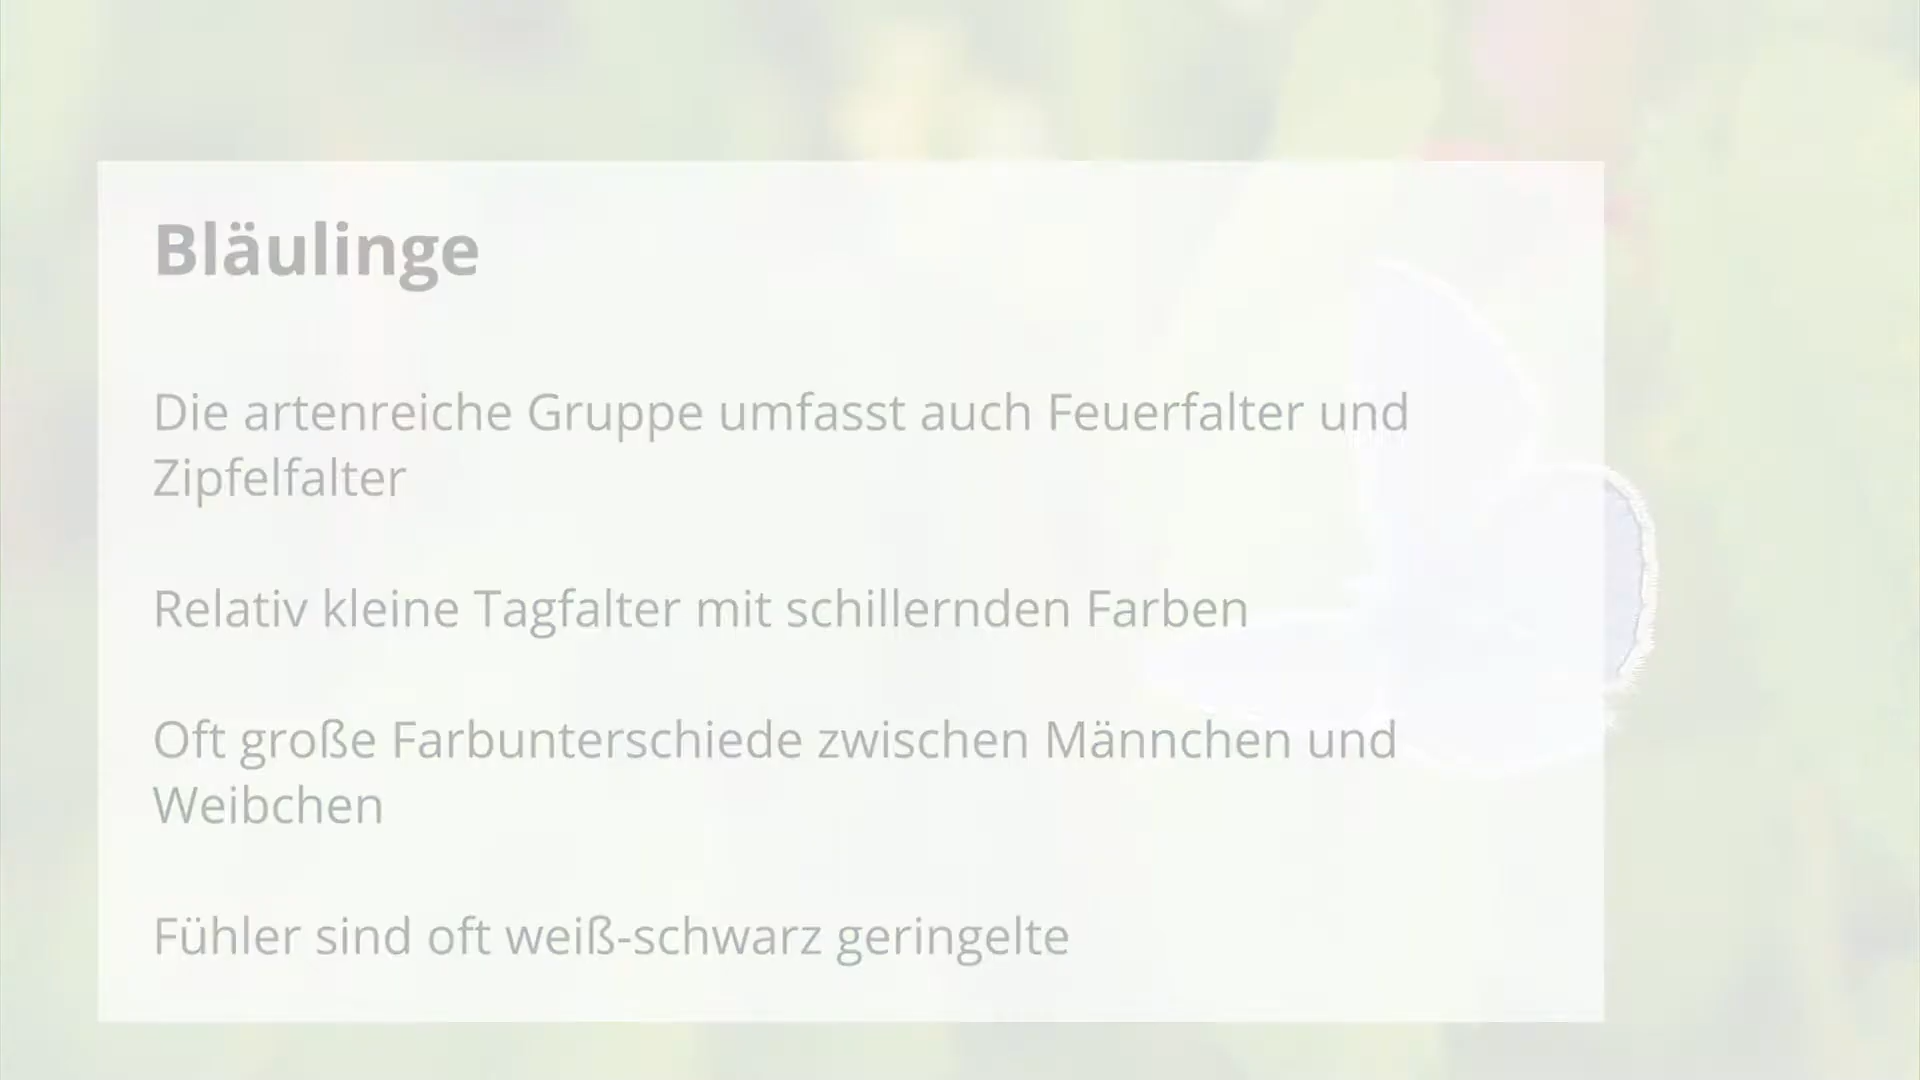 Bläulinge
Die artenreiche Gruppe umfasst auch Feuerfalter und
Zipfelfalter
Relativ kleine Tagfalter mit schillernden Farben
Oft große Farbunterschiede zwischen Männchen und
Weibchen
Fühler sind oft weiß-schwarz geringelte